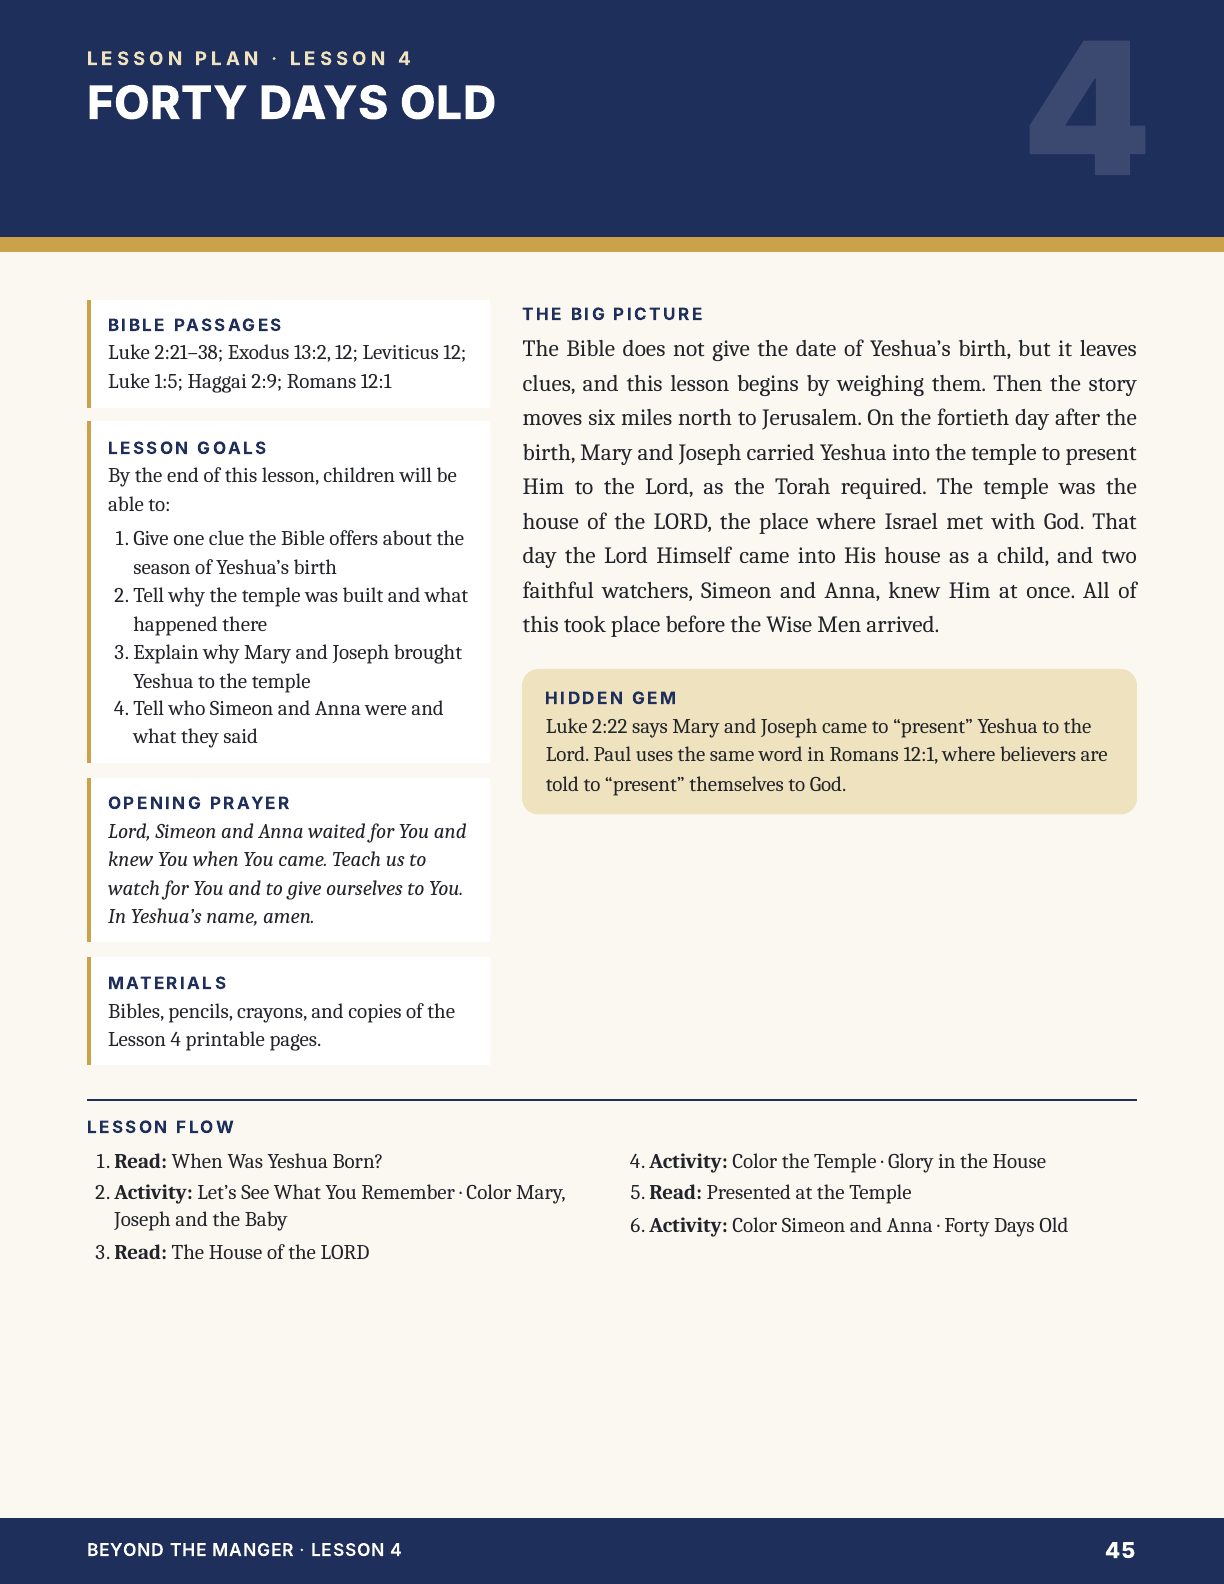 LESSON PLAN · LESSON 4
FORTY DAYS OLD
4
BIBLE PASSAGES
Luke 2:21–38; Exodus 13:2, 12; Leviticus 12;
Luke 1:5; Haggai 2:9; Romans 12:1
LESSON GOALS
By the end of this lesson, children will be
able to:
1. Give one clue the Bible offers about the
season of Yeshua’s birth
2. Tell why the temple was built and what
happened there
3. Explain why Mary and Joseph brought
Yeshua to the temple
4. Tell who Simeon and Anna were and
what they said
OPENING PRAYER
Lord, Simeon and Anna waited for You and
knew You when You came. Teach us to
watch for You and to give ourselves to You.
In Yeshua’s name, amen.
MATERIALS
Bibles, pencils, crayons, and copies of the
Lesson 4 printable pages.
THE BIG PICTURE
The Bible does not give the date of Yeshua’s birth, but it leaves
clues, and this lesson begins by weighing them. Then the story
moves six miles north to Jerusalem. On the fortieth day after the
birth, Mary and Joseph carried Yeshua into the temple to present
Him to the Lord, as the Torah required. The temple was the
house of the LORD, the place where Israel met with God. That
day the Lord Himself came into His house as a child, and two
faithful watchers, Simeon and Anna, knew Him at once. All of
this took place before the Wise Men arrived.
HIDDEN GEM
Luke 2:22 says Mary and Joseph came to “present” Yeshua to the
Lord. Paul uses the same word in Romans 12:1, where believers are
told to “present” themselves to God.
LESSON FLOW
1. Read: When Was Yeshua Born?
2. Activity: Let’s See What You Remember · Color Mary,
Joseph and the Baby
3. Read: The House of the LORD
4. Activity: Color the Temple · Glory in the House
5. Read: Presented at the Temple
6. Activity: Color Simeon and Anna · Forty Days Old
BEYOND THE MANGER · LESSON 4
45